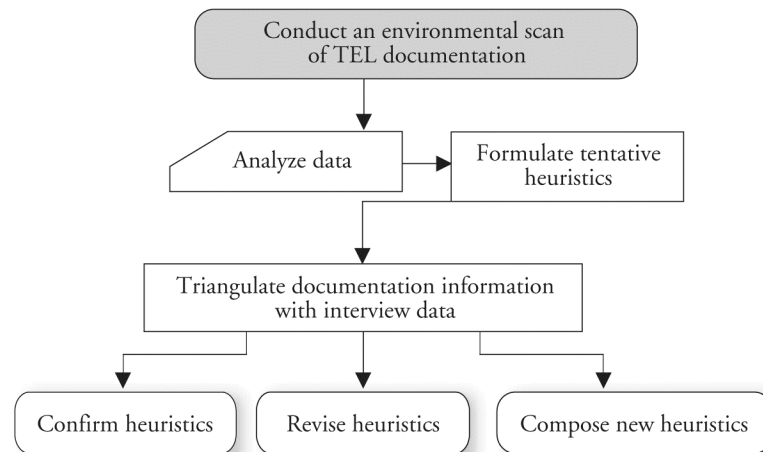 Conduct an environmental scan
of TEL documentation
Analyze data
Formulate tentative
heuristics
Triangulate documentation information
with interview data
Confirm heuristics
Revise heuristics
Compose new heuristics